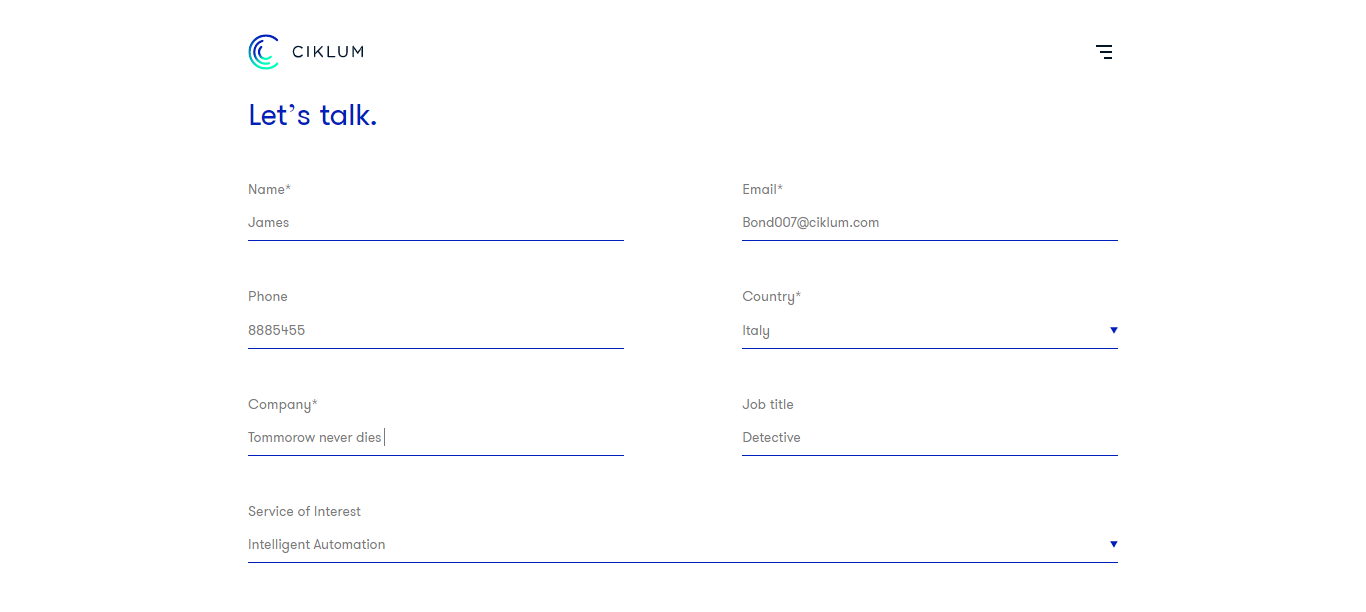 CIKLUM
Let's talk.
Name* Email*
James Bond007@ciklum.com
Phone Country*
8885455 Italy
Company* Job title
Tommorow never dies Detective
Service of Interest
Intelligent Automation